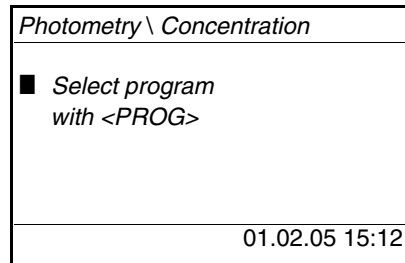 Photometry \ Concentration
■ Select program
with <PROG>
01.02.05 15:12